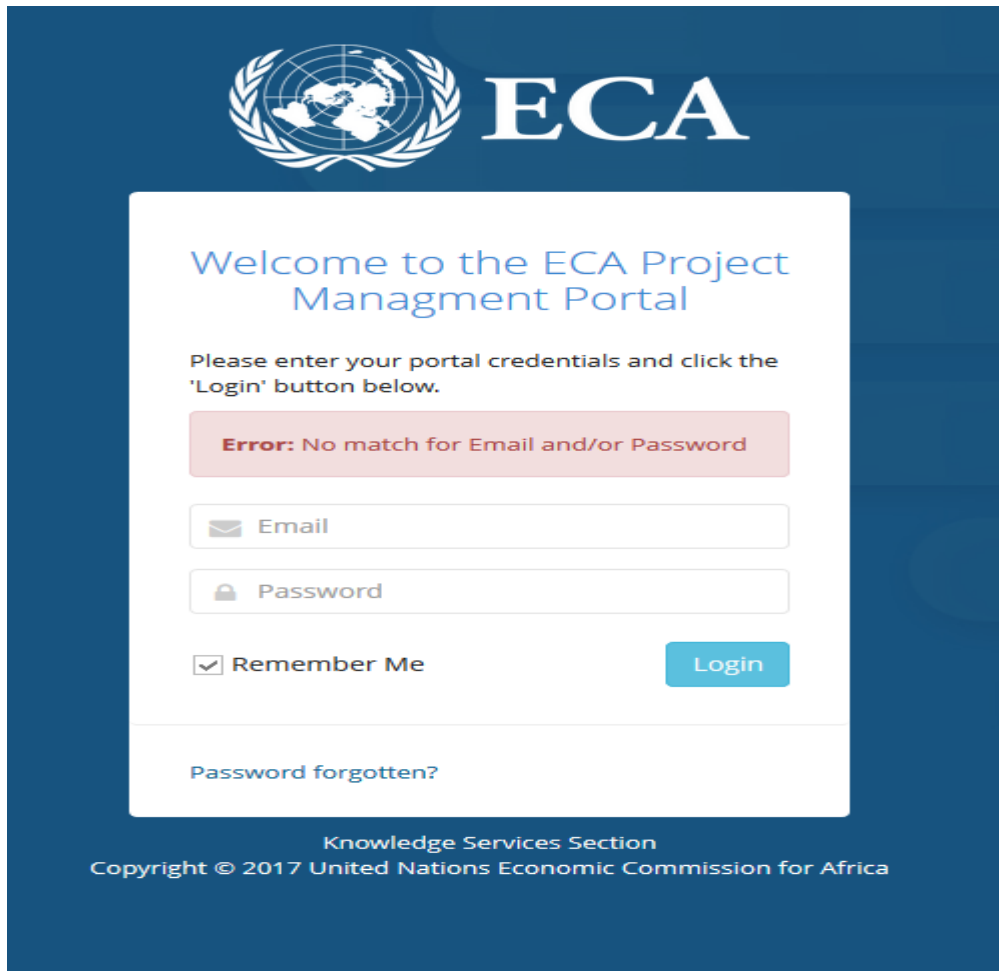 ECA
Welcome to the ECA Project
Managment Portal
Please enter your portal credentials and click the
'Login' button below.
Error: No match for Email and/or Password
Email
Password
Remember Me
Login
Password forgotten?
Knowledge Services Section
Copyright © 2017 United Nations Economic Commission for Africa